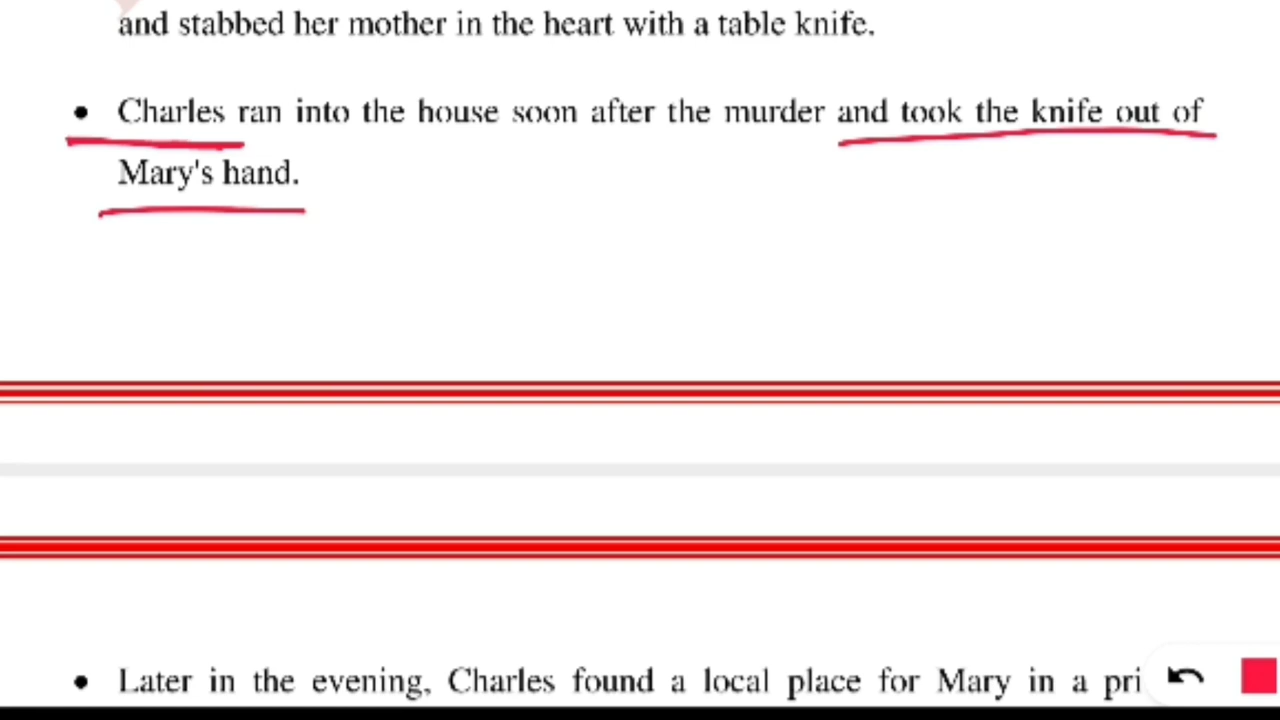 and stabbed her mother in the heart with a table knife.
• Charles ran into the house soon after the murder and took the knife out of
Mary's hand.
• Later in the evening, Charles found a local place for Mary in a pri